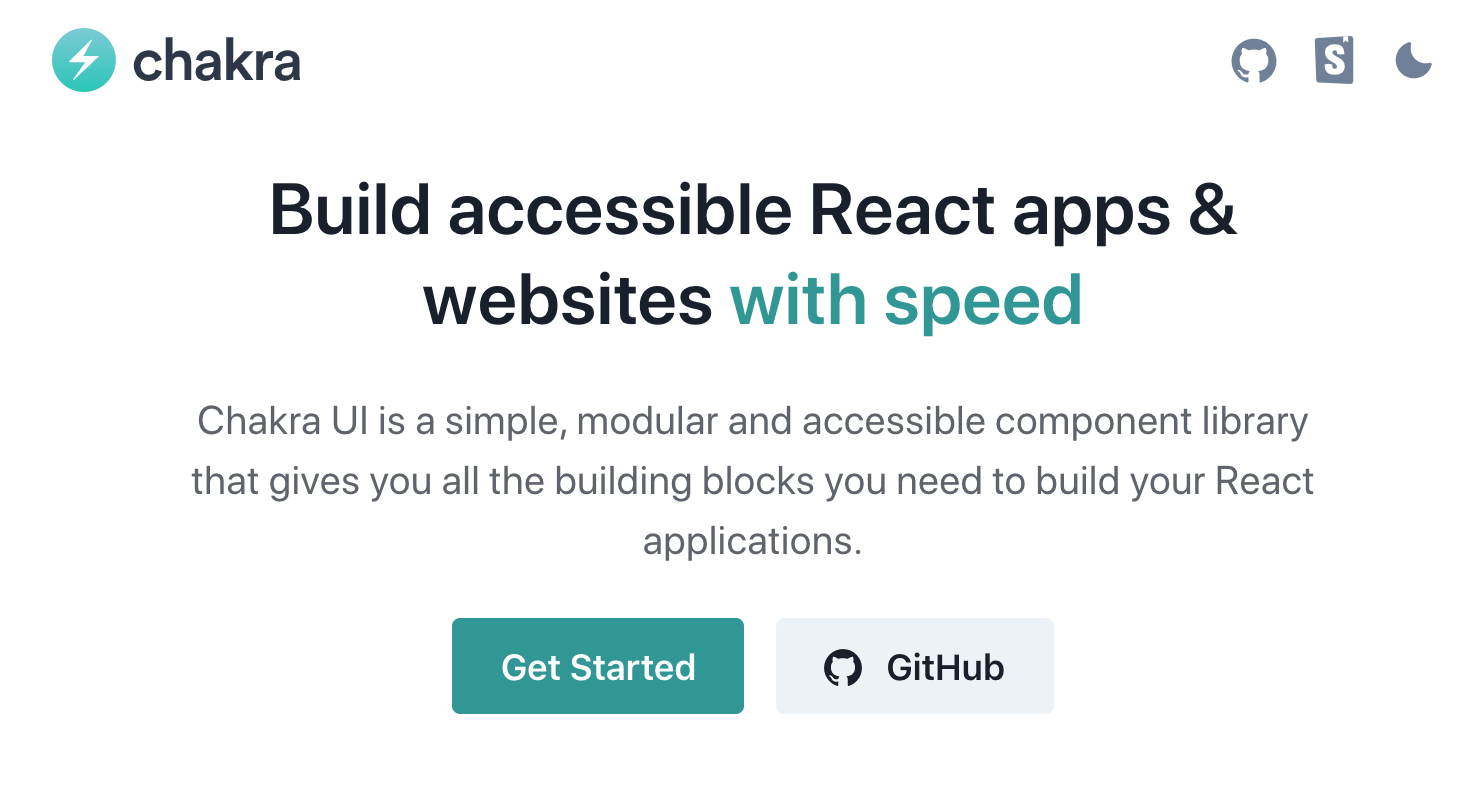 chakra
S
Build accessible React apps &
websites with speed
Chakra UI is a simple, modular and accessible component library
that gives you all the building blocks you need to build your React
applications.
Get Started
GitHub